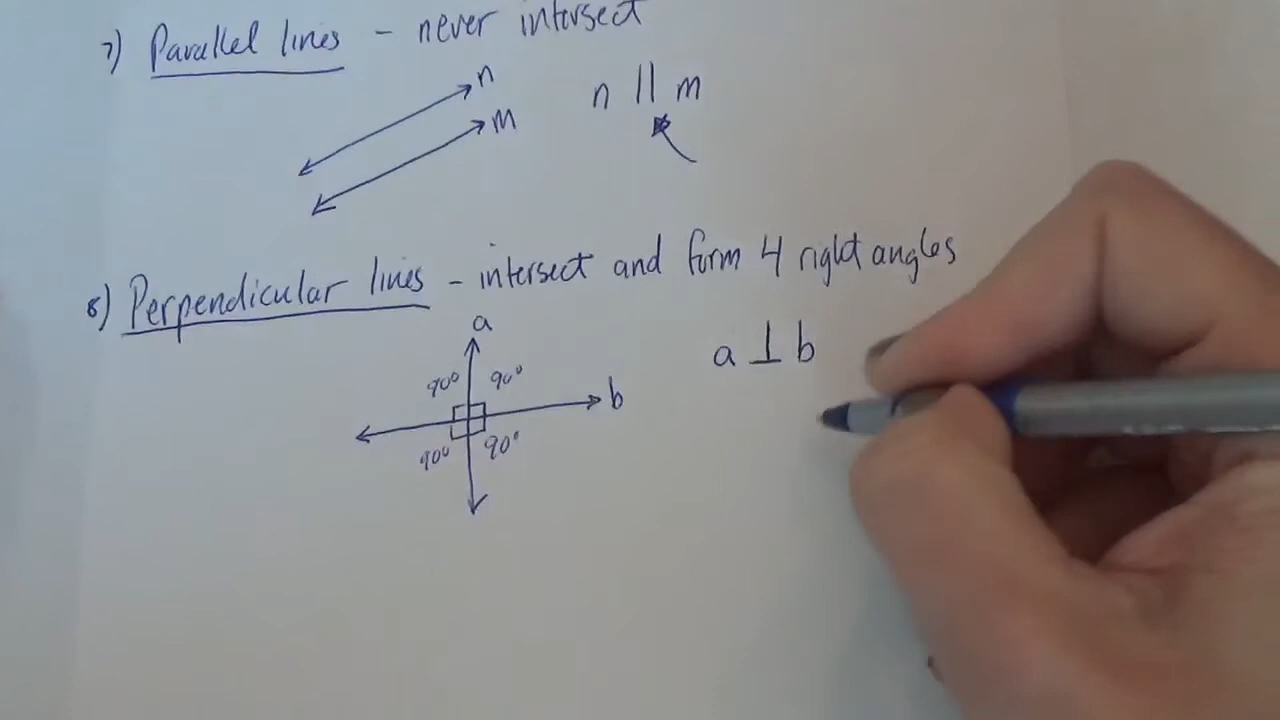 7) Parallel lines - never intersect
n
m
n || m
8) Perpendicular lines - intersect and form 4 right angles
a
a ⊥ b
90° 90°
b
90° 90°